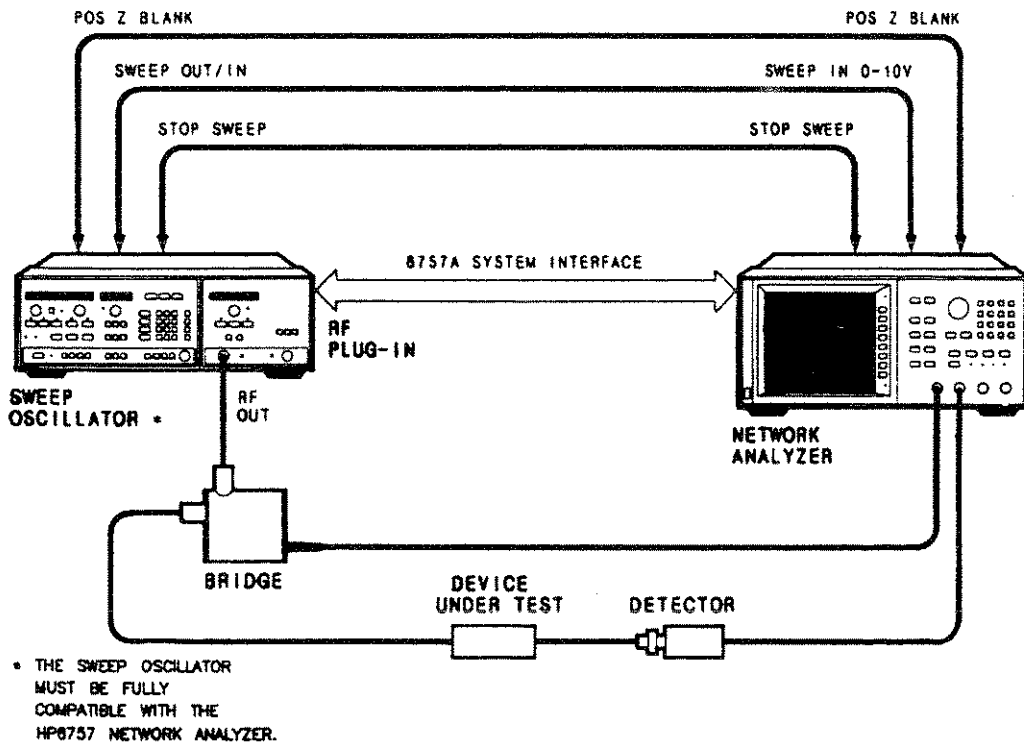 POS Z BLANK
POS Z BLANK
SWEEP OUT/IN
SWEEP IN 0-10V
STOP SWEEP
STOP SWEEP
8757A SYSTEM INTERFACE
RF
PLUG-IN
SWEEP
OSCILLATOR *
RF
OUT
NETWORK
ANALYZER
BRIDGE
DEVICE
UNDER TEST
DETECTOR
* THE SWEEP OSCILLATOR
MUST BE FULLY
COMPATIBLE WITH THE
HP8757 NETWORK ANALYZER.